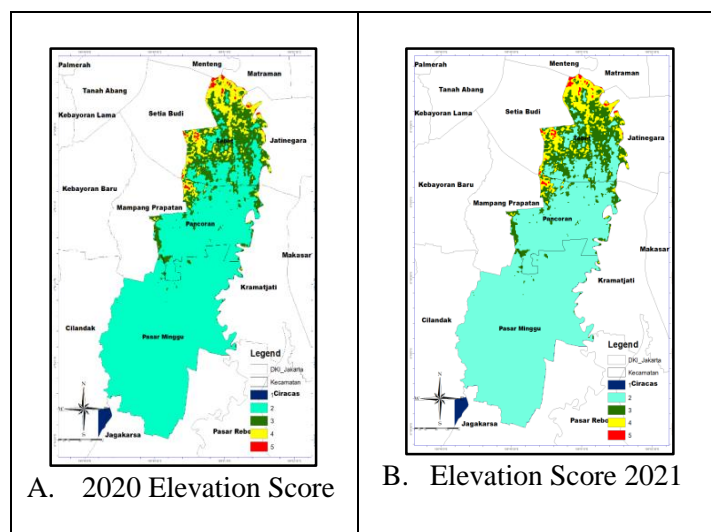 Menteng
Palmerah
Matraman
Tanah Abang
Setia Budi
Kebayoran Lama
Jatinegara
Kebayoran Baru
Mampang Prapatan
Pancoran
Makasar
Kramatjati
Cilandak
Pasar Minggu
Legend
DKI_Jakarta
Kecamatan
1
Ciracas
2
3
4
5
N
W
Jagakarsa
Pasar Rebo
A. 2020 Elevation Score
Menteng
Palmerah
Matraman
Tanah Abang
Setia Budi
Kebayoran Lama
Jatinegara
Kebayoran Baru
Mampang Prapatan
Pancoran
Makasar
Kramatjati
Cilandak
Pasar Minggu
Legend
DKI_Jakarta
Kecamatan
Ciracas
2
3
4
5
N
Jagakarsa
Pasar Rebo
B. Elevation Score 2021